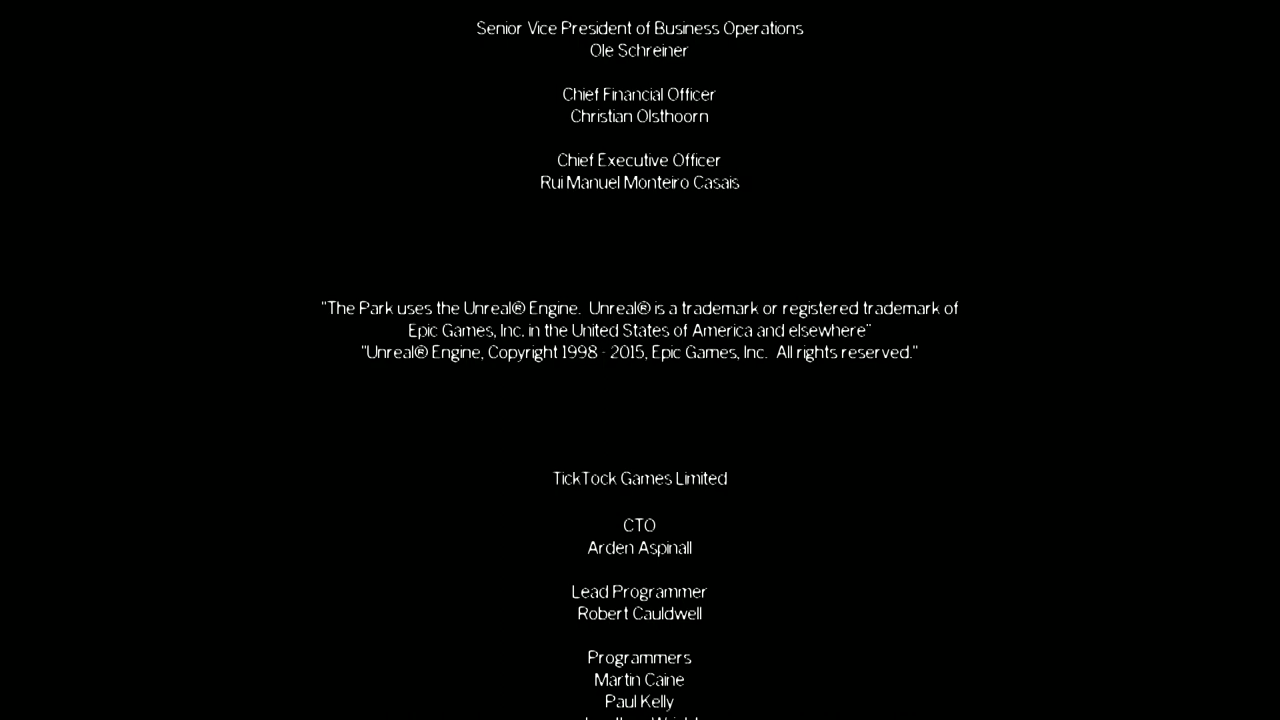 Senior Vice President of Business Operations
Ole Schreiner
Chief Financial Officer
Christian Olsthoorn
Chief Executive Officer
Rui Manuel Monteiro Casais
"The Park uses the Unreal® Engine.  Unreal® is a trademark or registered trademark of
Epic Games, Inc. in the United States of America and elsewhere"
"Unreal® Engine, Copyright 1998 - 2015, Epic Games, Inc.  All rights reserved."
TickTock Games Limited
CTO
Arden Aspinall
Lead Programmer
Robert Cauldwell
Programmers
Martin Caine
Paul Kelly